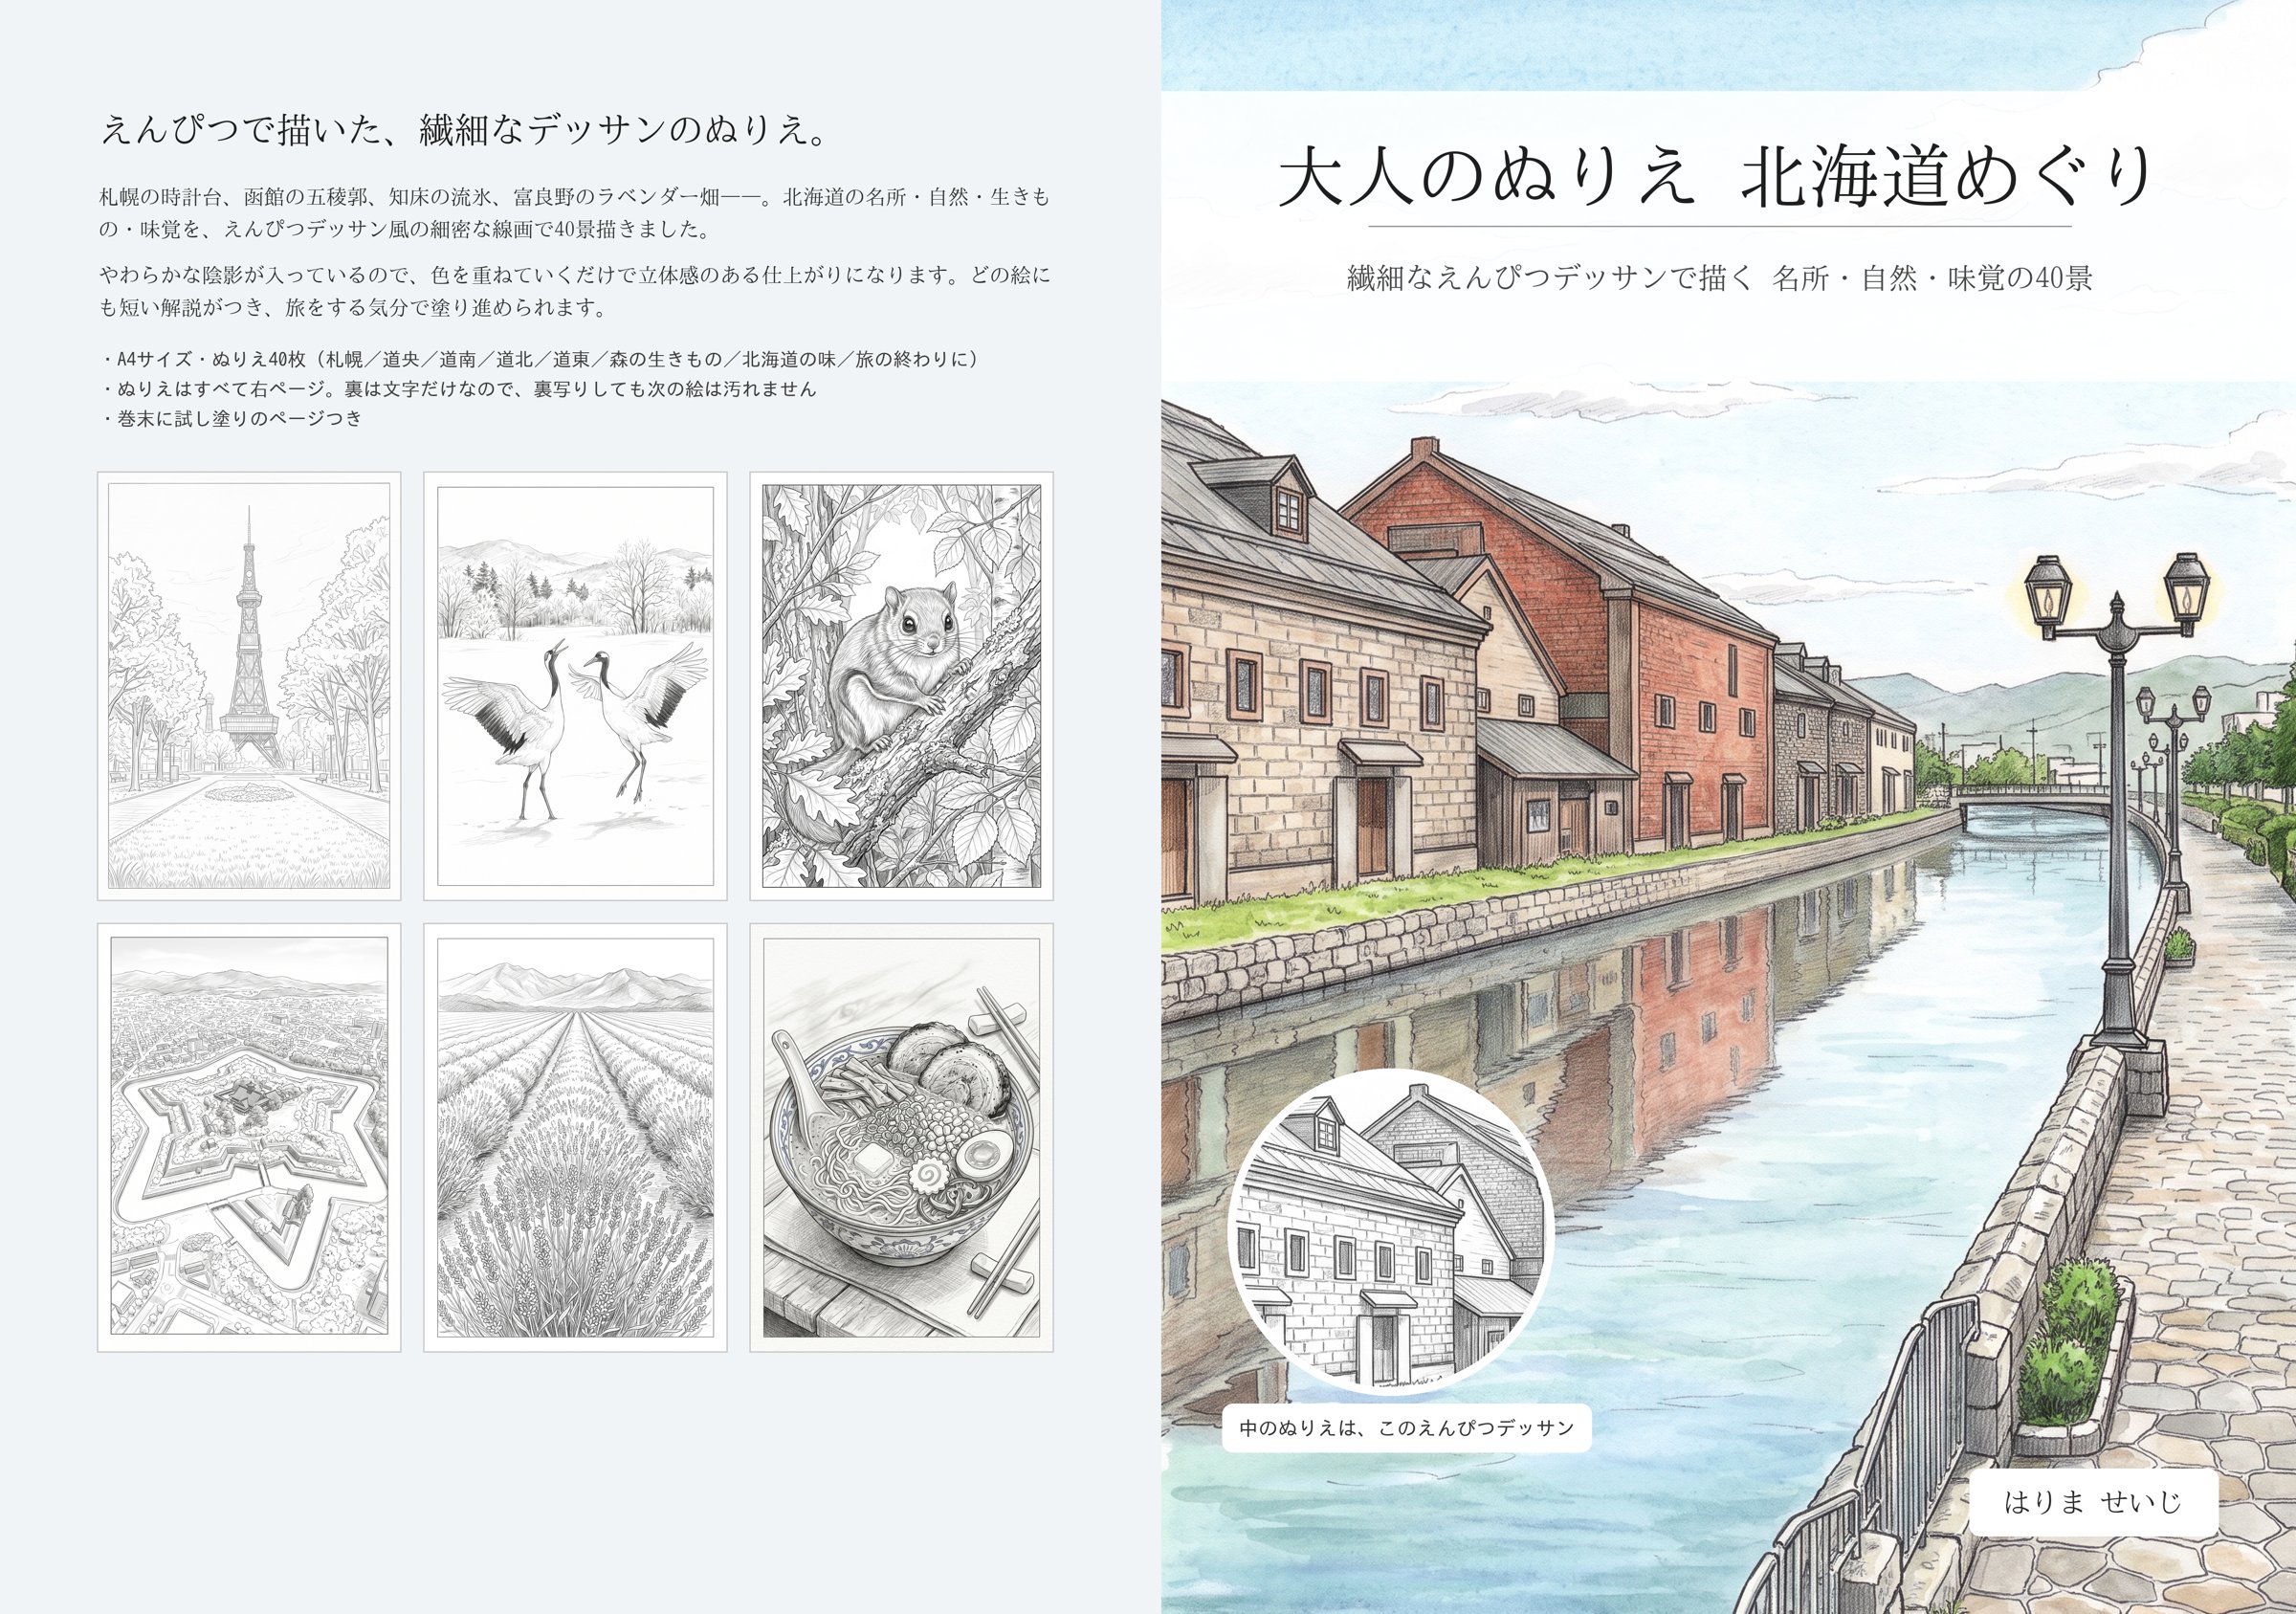 えんぴつで描いた、繊細なデッサンのぬりえ。
札幌の時計台、函館の五稜郭、知床の流氷、富良野のラベンダー畑――。北海道の名所・自然・生きも
の・味覚を、えんぴつデッサン風の細密な線画で40景描きました。
やわらかな陰影が入っているので、色を重ねていくだけで立体感のある仕上がりになります。どの絵に
も短い解説がつき、旅をする気分で塗り進められます。
・A4サイズ・ぬりえ40枚（札幌／道央／道南／道北／道東／森の生きもの／北海道の味／旅の終わりに）
・ぬりえはすべて右ページ。裏は文字だけなので、裏写りしても次の絵は汚れません
・巻末に試し塗りのページつき
大人のぬりえ 北海道めぐり
繊細なえんぴつデッサンで描く 名所・自然・味覚の40景
中のぬりえは、このえんぴつデッサン
はりま せいじ